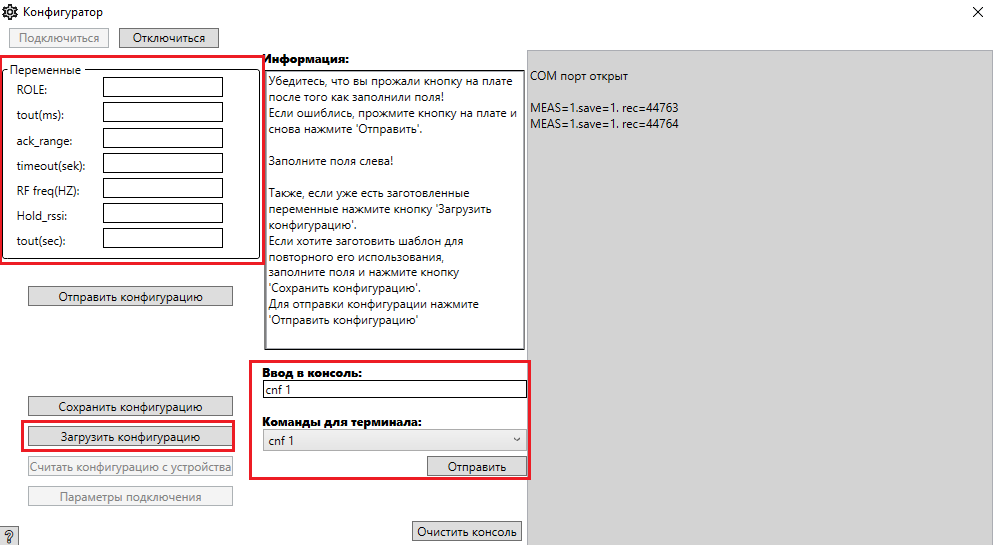 Конфигуратор
Подключиться
Отключиться
Переменные
ROLE:
tout(ms):
ack_range:
timeout(sek):
RF freq(HZ):
Hold_rssi:
tout(sec):
Отправить конфигурацию
Сохранить конфигурацию
Загрузить конфигурацию
Считать конфигурацию с устройства
Параметры подключения
?
Информация:
Убедитесь, что вы прожали кнопку на плате
после того как заполнили поля!
Если ошиблись, прожмите кнопку на плате и
снова нажмите 'Отправить'.
Заполните поля слева!
Также, если уже есть заготовленные
переменные нажмите кнопку 'Загрузить
конфигурацию'.
Если хотите заготовить шаблон для
повторного его использования,
заполните поля и нажмите кнопку
'Сохранить конфигурацию'.
Для отправки конфигурации нажмите
'Отправить конфигурацию'
Ввод в консоль:
cnf 1
Команды для терминала:
cnf 1
Отправить
Очистить консоль
COM порт открыт
MEAS=1.save=1. rec=44763
MEAS=1.save=1. rec=44764